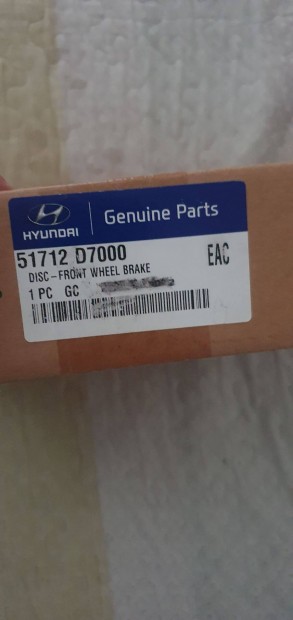 HYUNDAI
Genuine Parts
51712 D7000 EAC
DISC-FRONT WHEEL BRAKE
1 PC GC